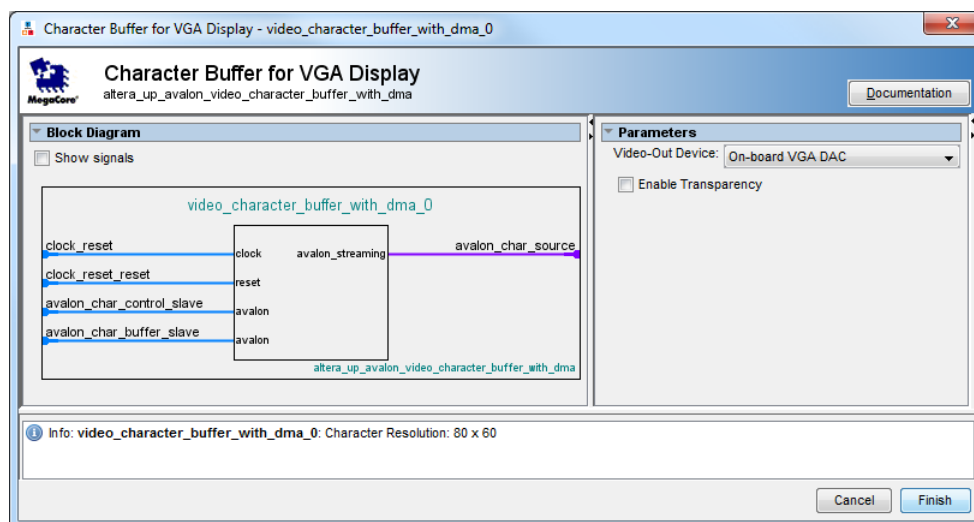 Character Buffer for VGA Display - video_character_buffer_with_dma_0
X
MegaCore®
Character Buffer for VGA Display
altera_up_avalon_video_character_buffer_with_dma
Documentation
Block Diagram
Show signals
video_character_buffer_with_dma_0
clock_reset
clock
avalon_streaming
avalon_char_source
clock_reset_reset
reset
avalon_char_control_slave
avalon
avalon_char_buffer_slave
avalon
altera_up_avalon_video_character_buffer_with_dma
Parameters
Video-Out Device: On-board VGA DAC
Enable Transparency
Info: video_character_buffer_with_dma_0: Character Resolution: 80 x 60
Cancel
Finish